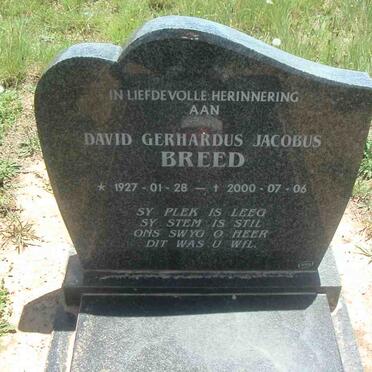 IN LIEFDEVOLLE HERINNERING
AAN
DAVID GERHARDUS JACOBUS
BREED
* 1927-01-28 – † 2000-07-06
SY PLEK IS LEEG
SY STEM IS STIL
ONS SWYG O HEER
DIT WAS U WIL.